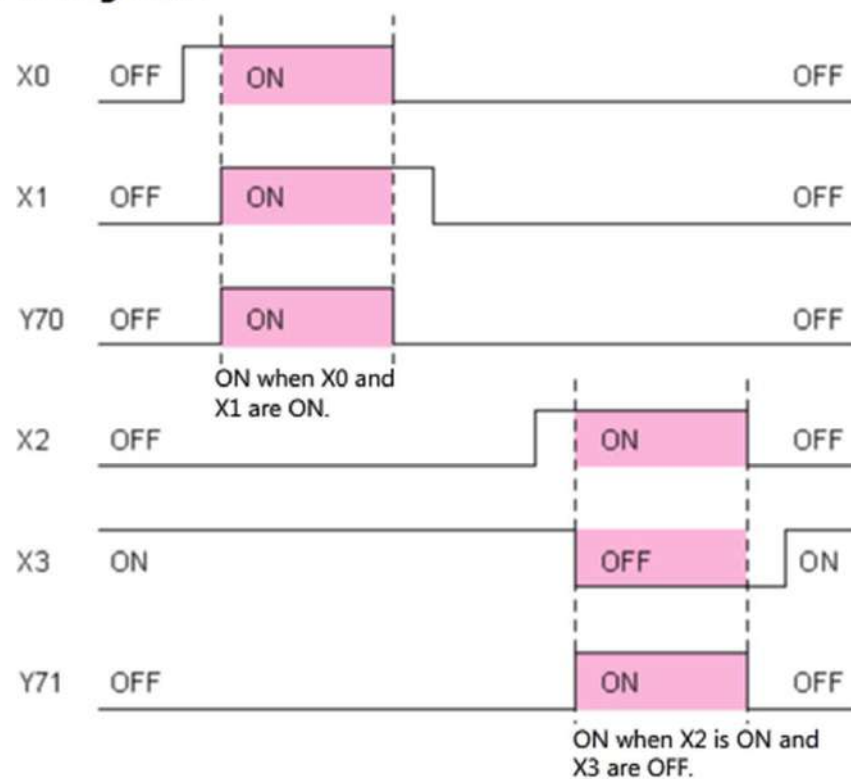 X0 OFF ON OFF
X1 OFF ON OFF
Y70 OFF ON OFF
ON when X0 and
X1 are ON.
X2 OFF ON OFF
X3 ON OFF ON
Y71 OFF ON OFF
ON when X2 is ON and
X3 are OFF.